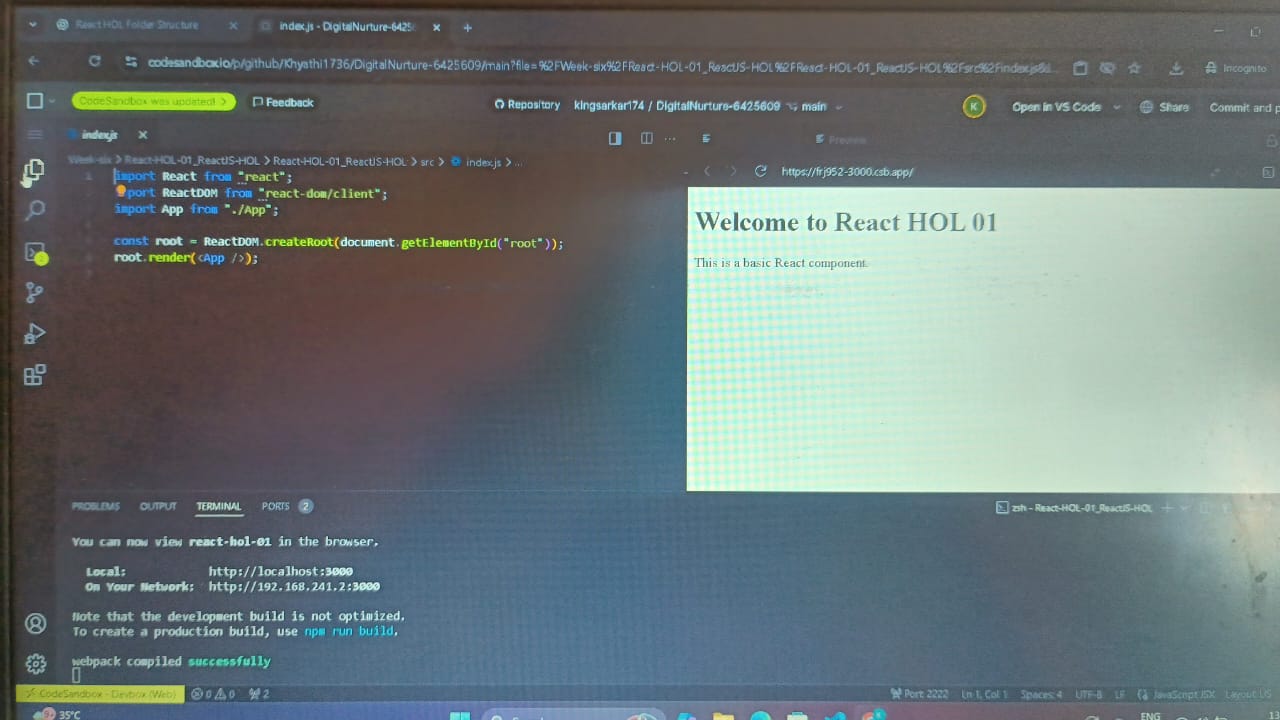 React HOL Folder Structure
index.js - DigitalNurture-6425
codesandbox.io/p/github/Khyathi1736/DigitalNurture-6425609/main?file=%2FWeek-six%2FReact-HOL-01_ReactJS-HOL%2FReact-HOL-01_ReactJS-HOL%2Fsrc%2Findex.js&
Incognito
CodeSandbox was updated!
Feedback
Repository
kingsarkar174 / DigitalNurture-6425609
main
K
Open in VS Code
Share
Commit and p
index.js
Preview
Week-six > React-HOL-01_ReactJS-HOL > React-HOL-01_ReactJS-HOL > src > index.js > ...
https://frj952-3000.csb.app/
import React from "react";
port ReactDOM from "react-dom/client";
import App from "./App";
const root = ReactDOM.createRoot(document.getElementById("root"));
root.render(<App />);
Welcome to React HOL 01
This is a basic React component.
PROBLEMS OUTPUT TERMINAL PORTS 2
zsh - React-HOL-01_ReactJS-HOL
You can now view react-hol-01 in the browser.
Local: http://localhost:3000
On Your Network: http://192.168.241.2:3000
Note that the development build is not optimized.
To create a production build, use npm run build.
webpack compiled successfully
CodeSandbox - Devbox (Web)
0 0 2
Port 2222
Ln 1, Col 1
Spaces: 4
UTF-8
LF
JavaScript JSX
Layout: US
35°C
ENG